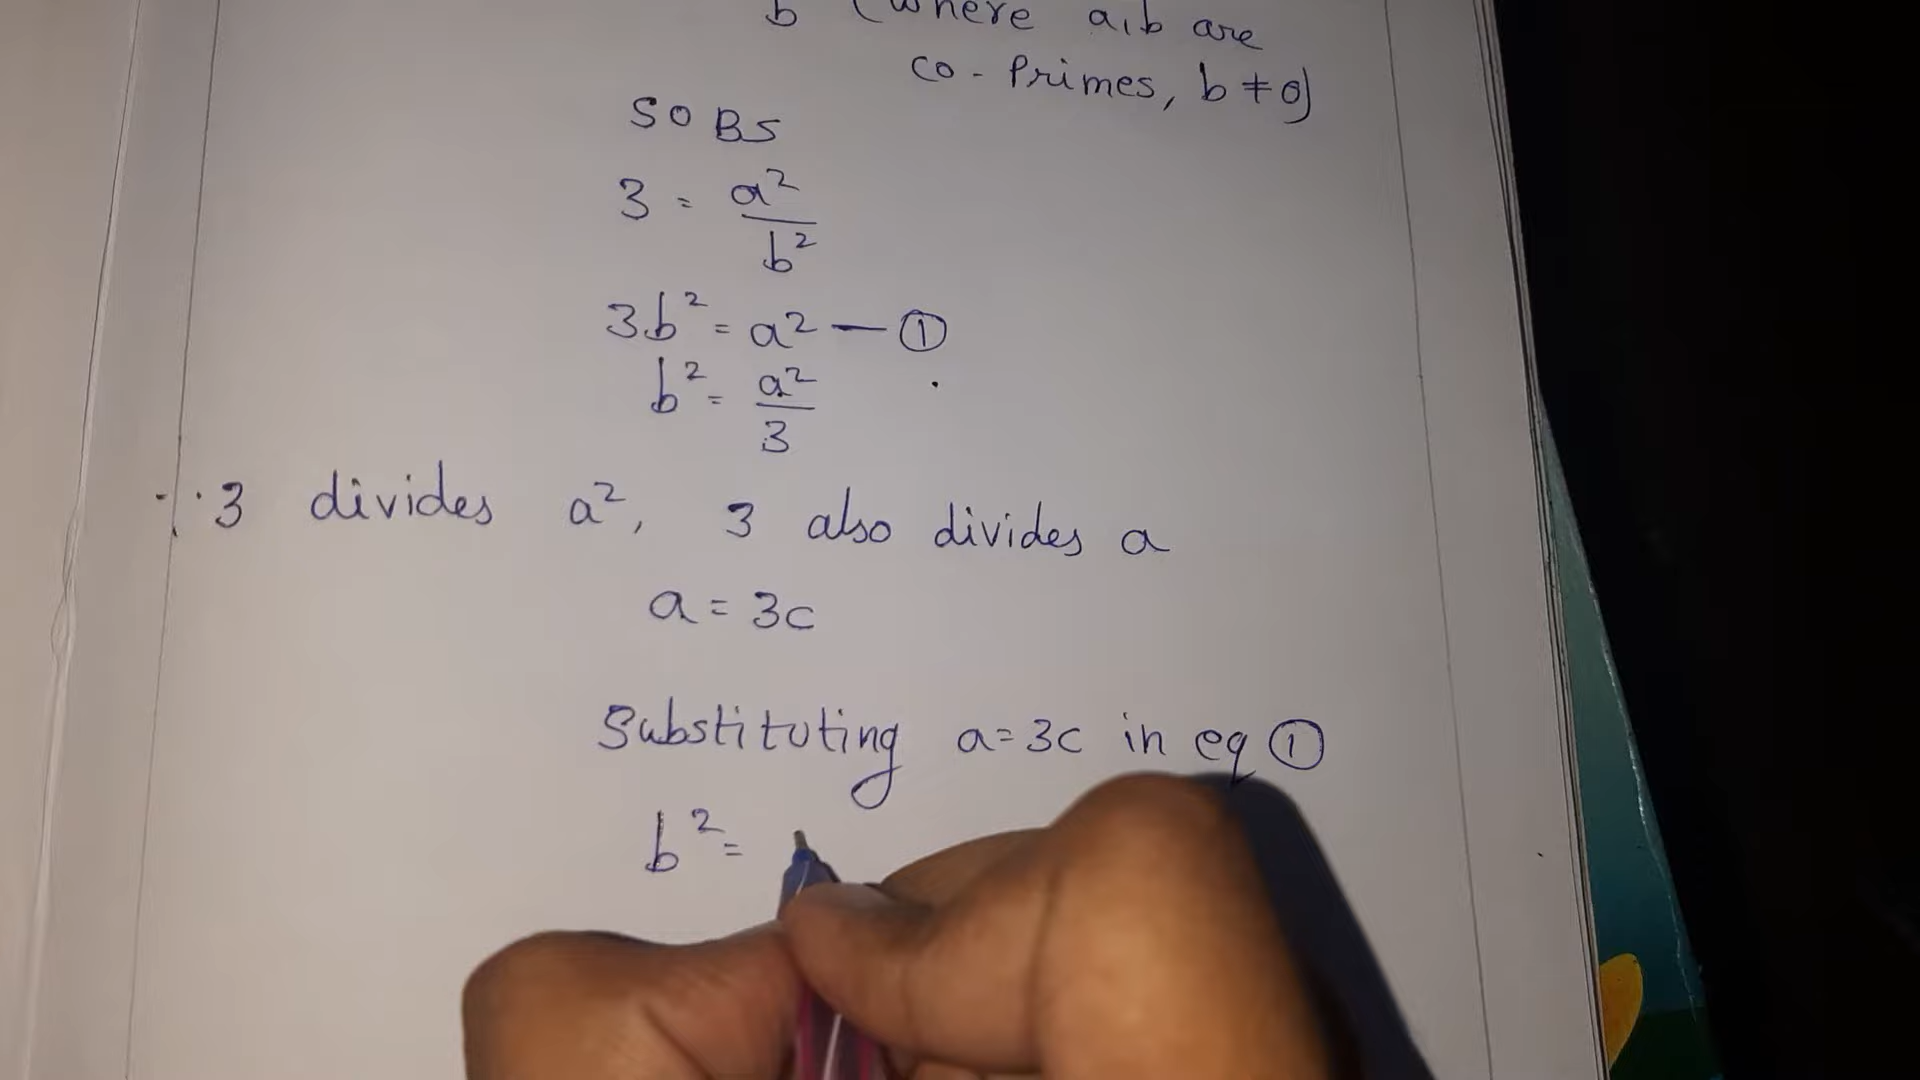 b (where a,b are
co-Primes, b ≠ 0)
SOBS
3 = a²/b²
3b² = a² — ①
b² = a²/3
∵ 3 divides a², 3 also divides a
a = 3c
Substituting a=3c in eq ①
b² =